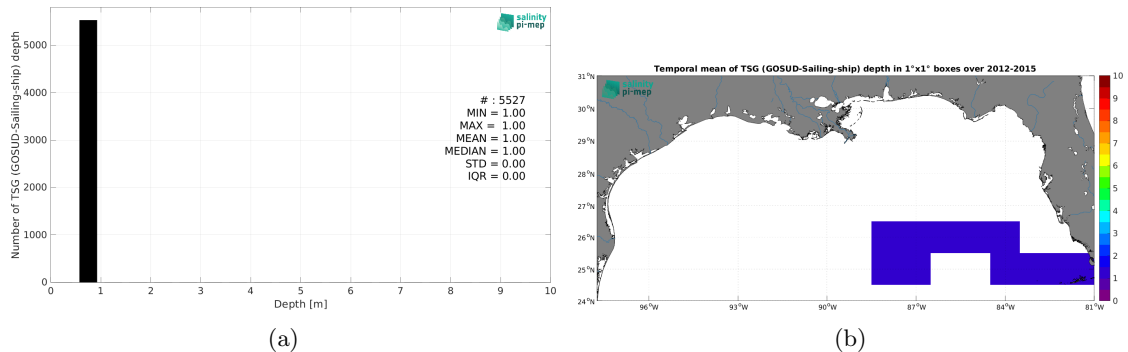 salinity
pi-mep
Number of TSG (GOSUD-Sailing-ship) depth
5000
4000
3000
2000
1000
0
# : 5527
MIN = 1.00
MAX = 1.00
MEAN = 1.00
MEDIAN = 1.00
STD = 0.00
IQR = 0.00
0 1 2 3 4 5 6 7 8 9 10
Depth [m]
(a)
Temporal mean of TSG (GOSUD-Sailing-ship) depth in 1°x1° boxes over 2012-2015
salinity
pi-mep
31°N
30°N
29°N
28°N
27°N
26°N
25°N
24°N
96°W 93°W 90°W 87°W 84°W 81°W
10
9
8
7
6
5
4
3
2
1
0
(b)